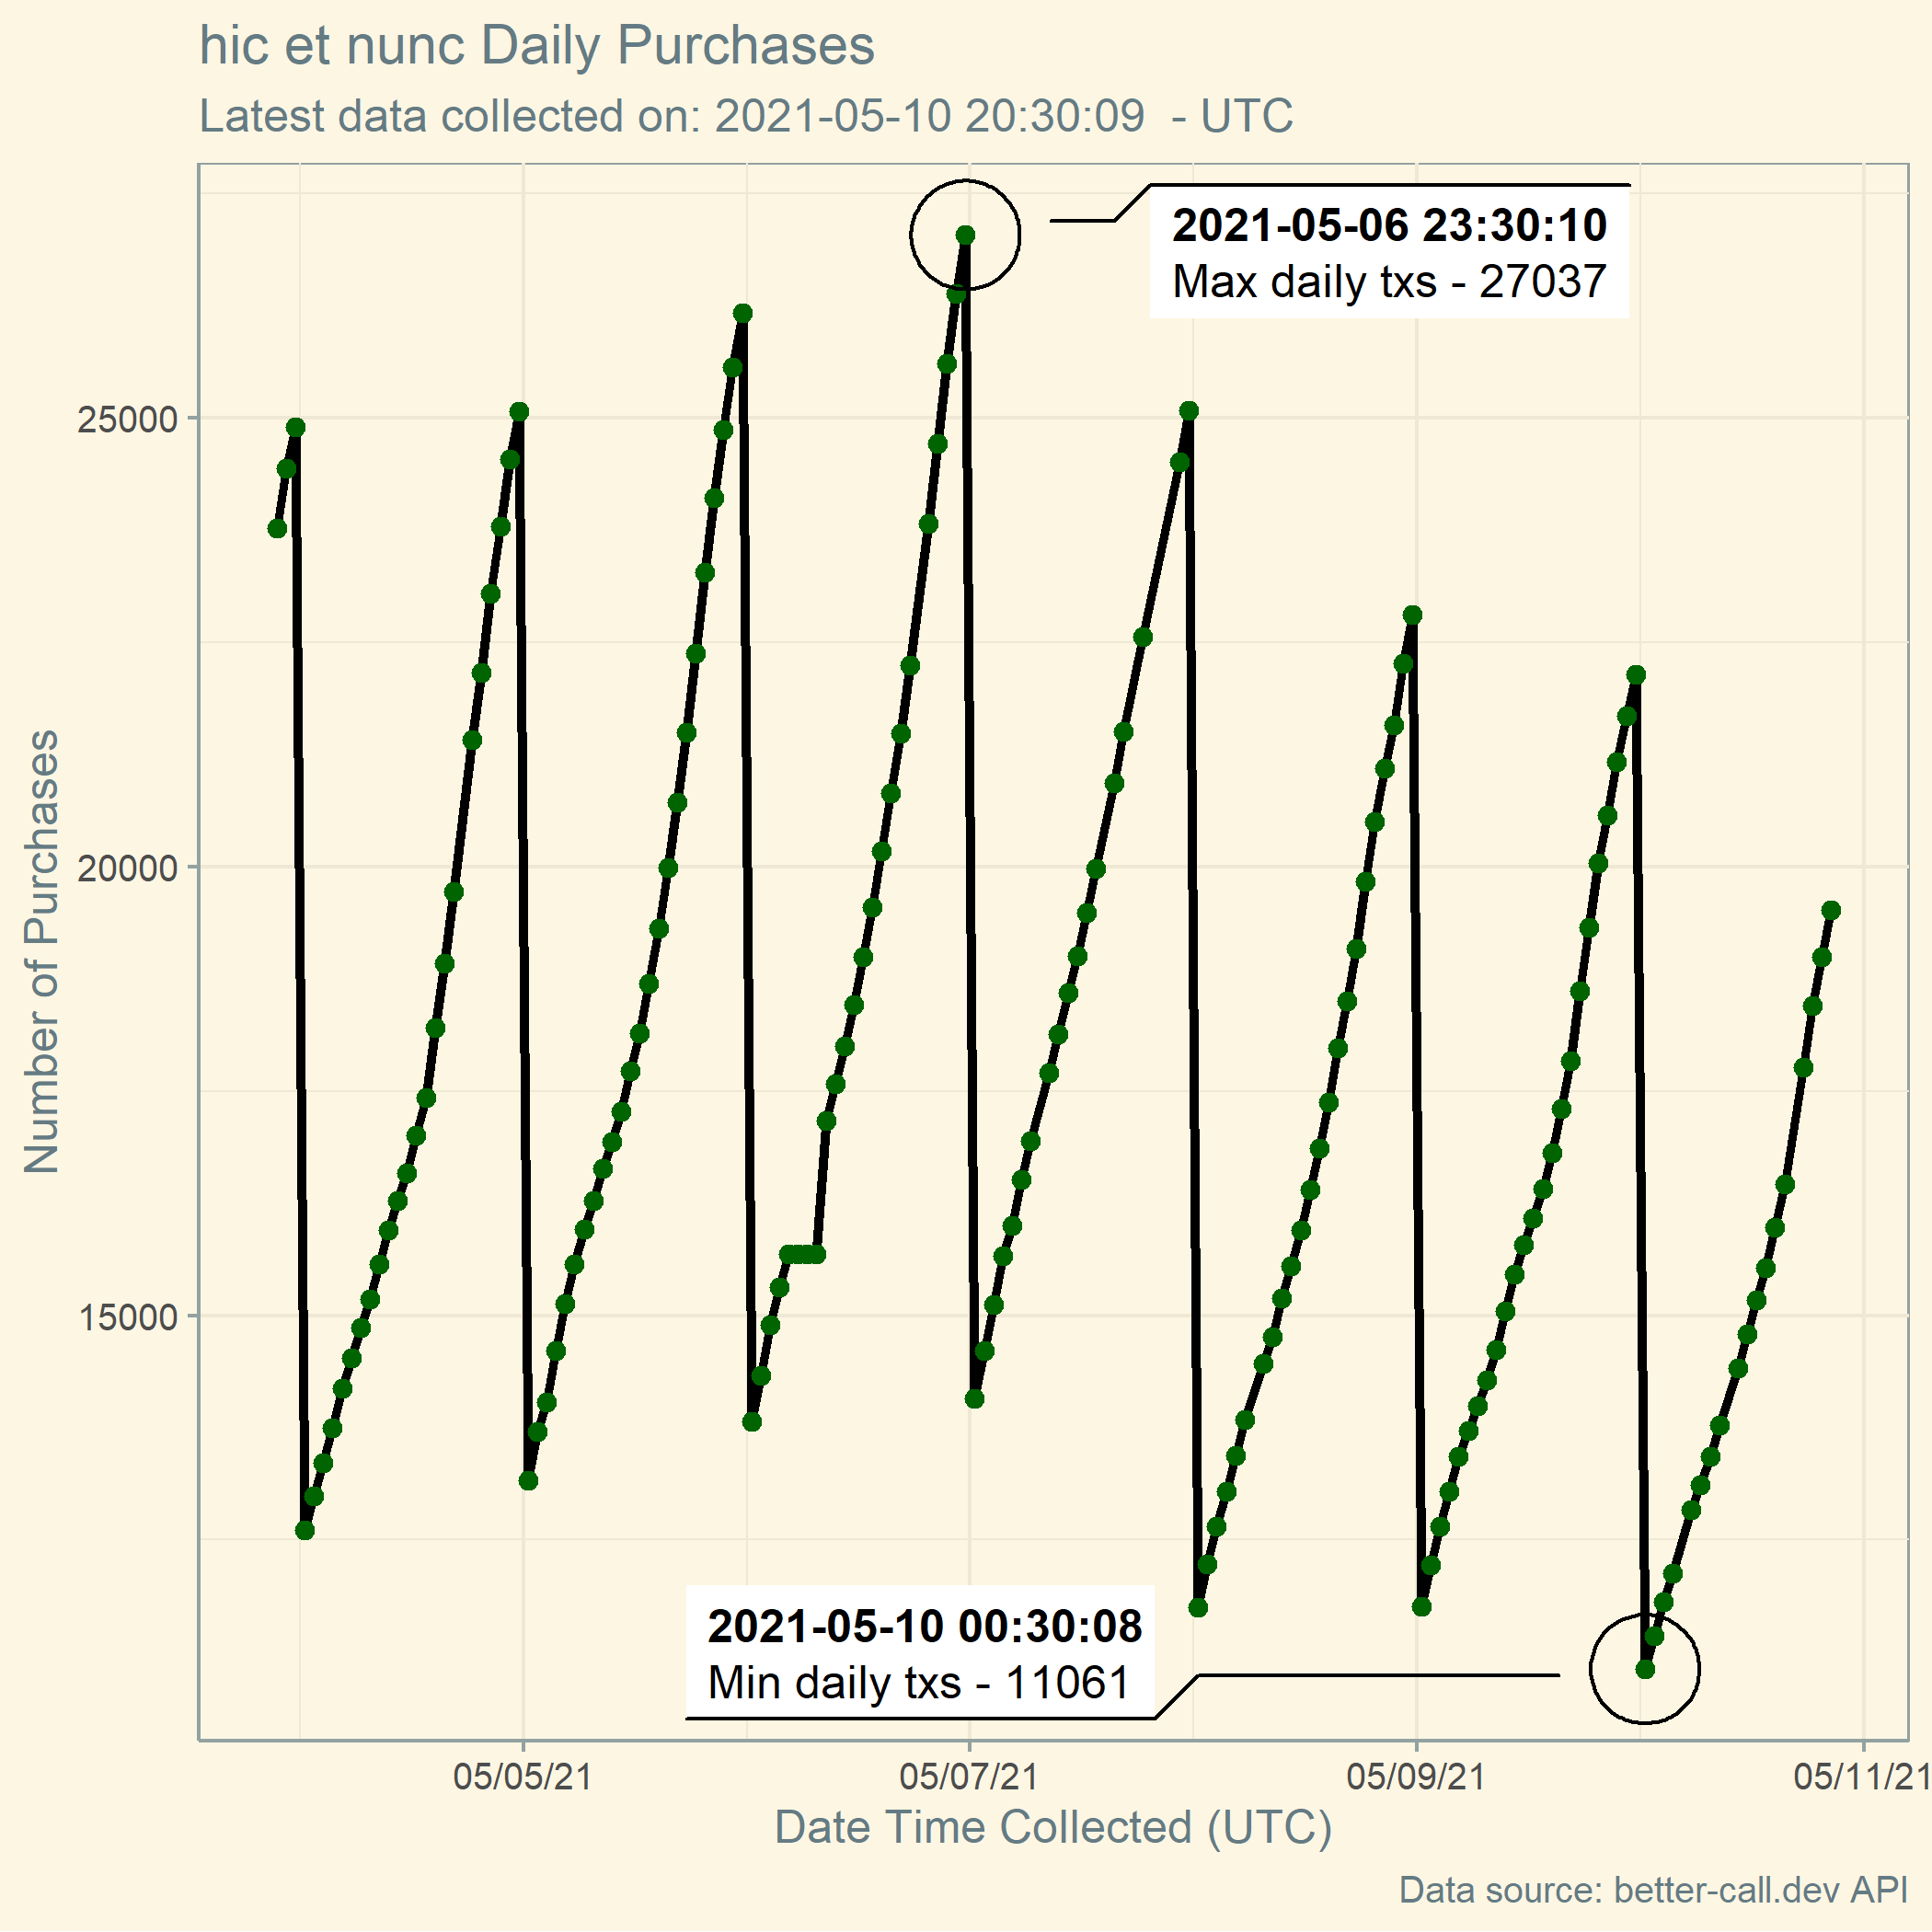 hic et nunc Daily Purchases
Latest data collected on: 2021-05-10 20:30:09  - UTC
2021-05-06 23:30:10
Max daily txs - 27037
25000
20000
15000
Number of Purchases
2021-05-10 00:30:08
Min daily txs - 11061
05/05/21
05/07/21
05/09/21
05/11/21
Date Time Collected (UTC)
Data source: better-call.dev API